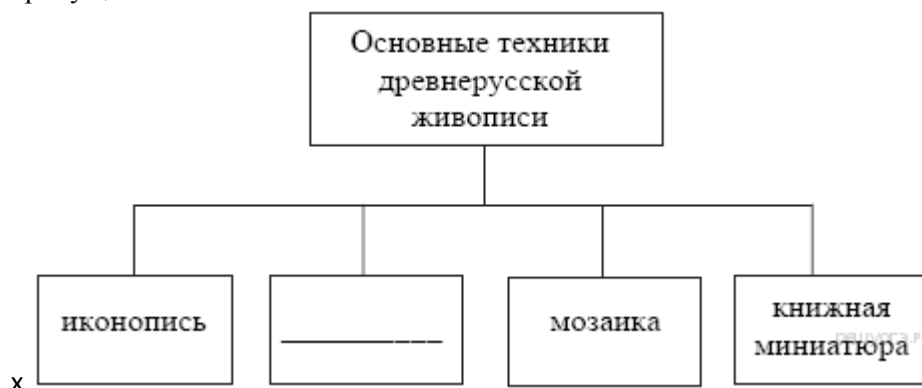 Основные техники
древнерусской
живописи
иконопись
мозаика
книжная
миниатюра
х